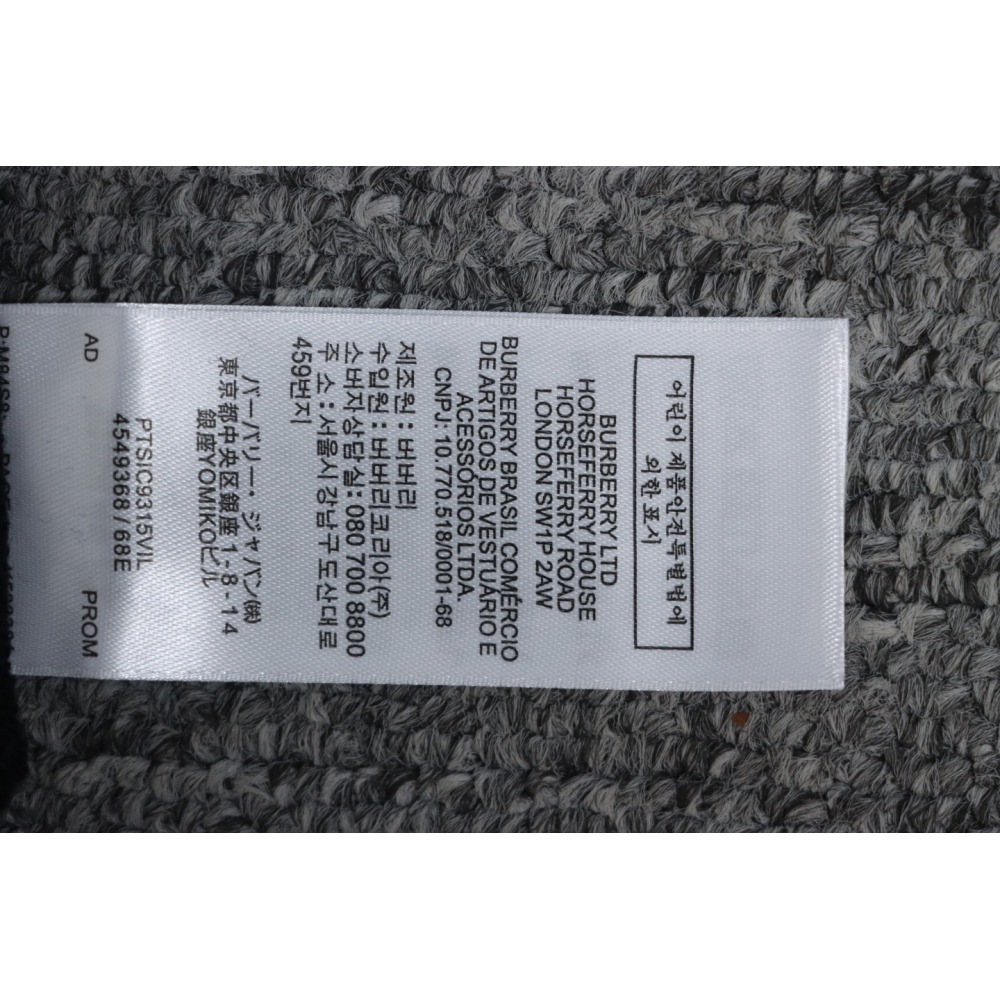 어린이 제품안전특별법에
외한 표시
BURBERRY LTD
HORSEFERRY HOUSE
HORSEFERRY ROAD
LONDON SW1P 2AW
BURBERRY BRASIL COMÉRCIO
DE ARTIGOS DE VESTUÁRIO E
ACESSÓRIOS LTDA.
CNPJ: 10.770.518/0001-68
제조원 : 버버리
수입원 : 버버리코리아(주)
소비자상담실: 080 700 8800
주 소 : 서울시 강남구 도산대로
459번지
バーバリー・ジャパン(株)
東京都中央区銀座1-8-14
銀座YOMIKOビル
PTSIC9315VIL
4549368/68E
AD PROM